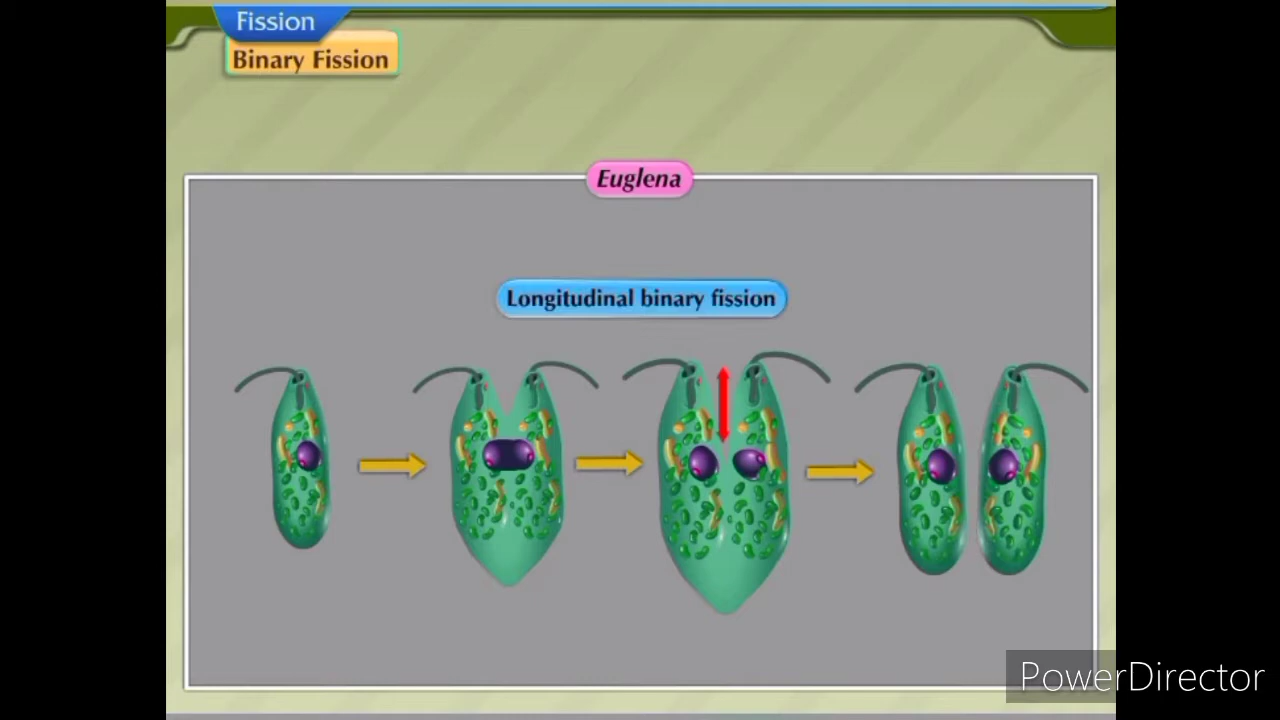 Fission
Binary Fission
Euglena
Longitudinal binary fission
PowerDirector